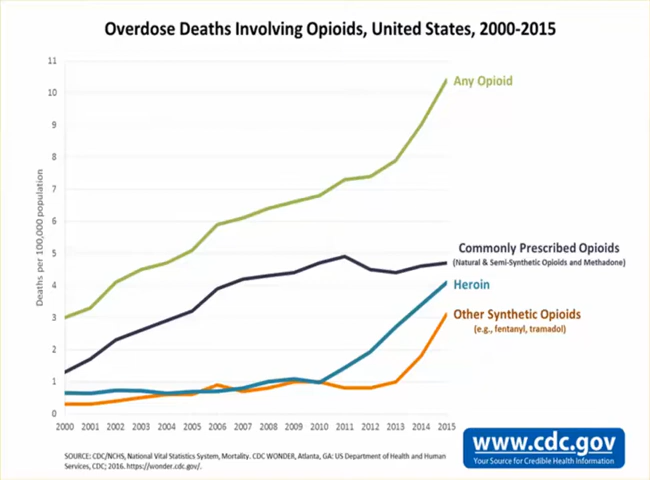 Overdose Deaths Involving Opioids, United States, 2000-2015
11
10
9
8
7
6
5
4
3
2
1
0
Deaths per 100,000 population
Any Opioid
Commonly Prescribed Opioids
(Natural & Semi-Synthetic Opioids and Methadone)
Heroin
Other Synthetic Opioids
(e.g., fentanyl, tramadol)
2000 2001 2002 2003 2004 2005 2006 2007 2008 2009 2010 2011 2012 2013 2014 2015
SOURCE: CDC/NCHS, National Vital Statistics System, Mortality. CDC WONDER, Atlanta, GA: US Department of Health and Human
Services, CDC; 2016. https://wonder.cdc.gov/.
www.cdc.gov
Your Source for Credible Health Information